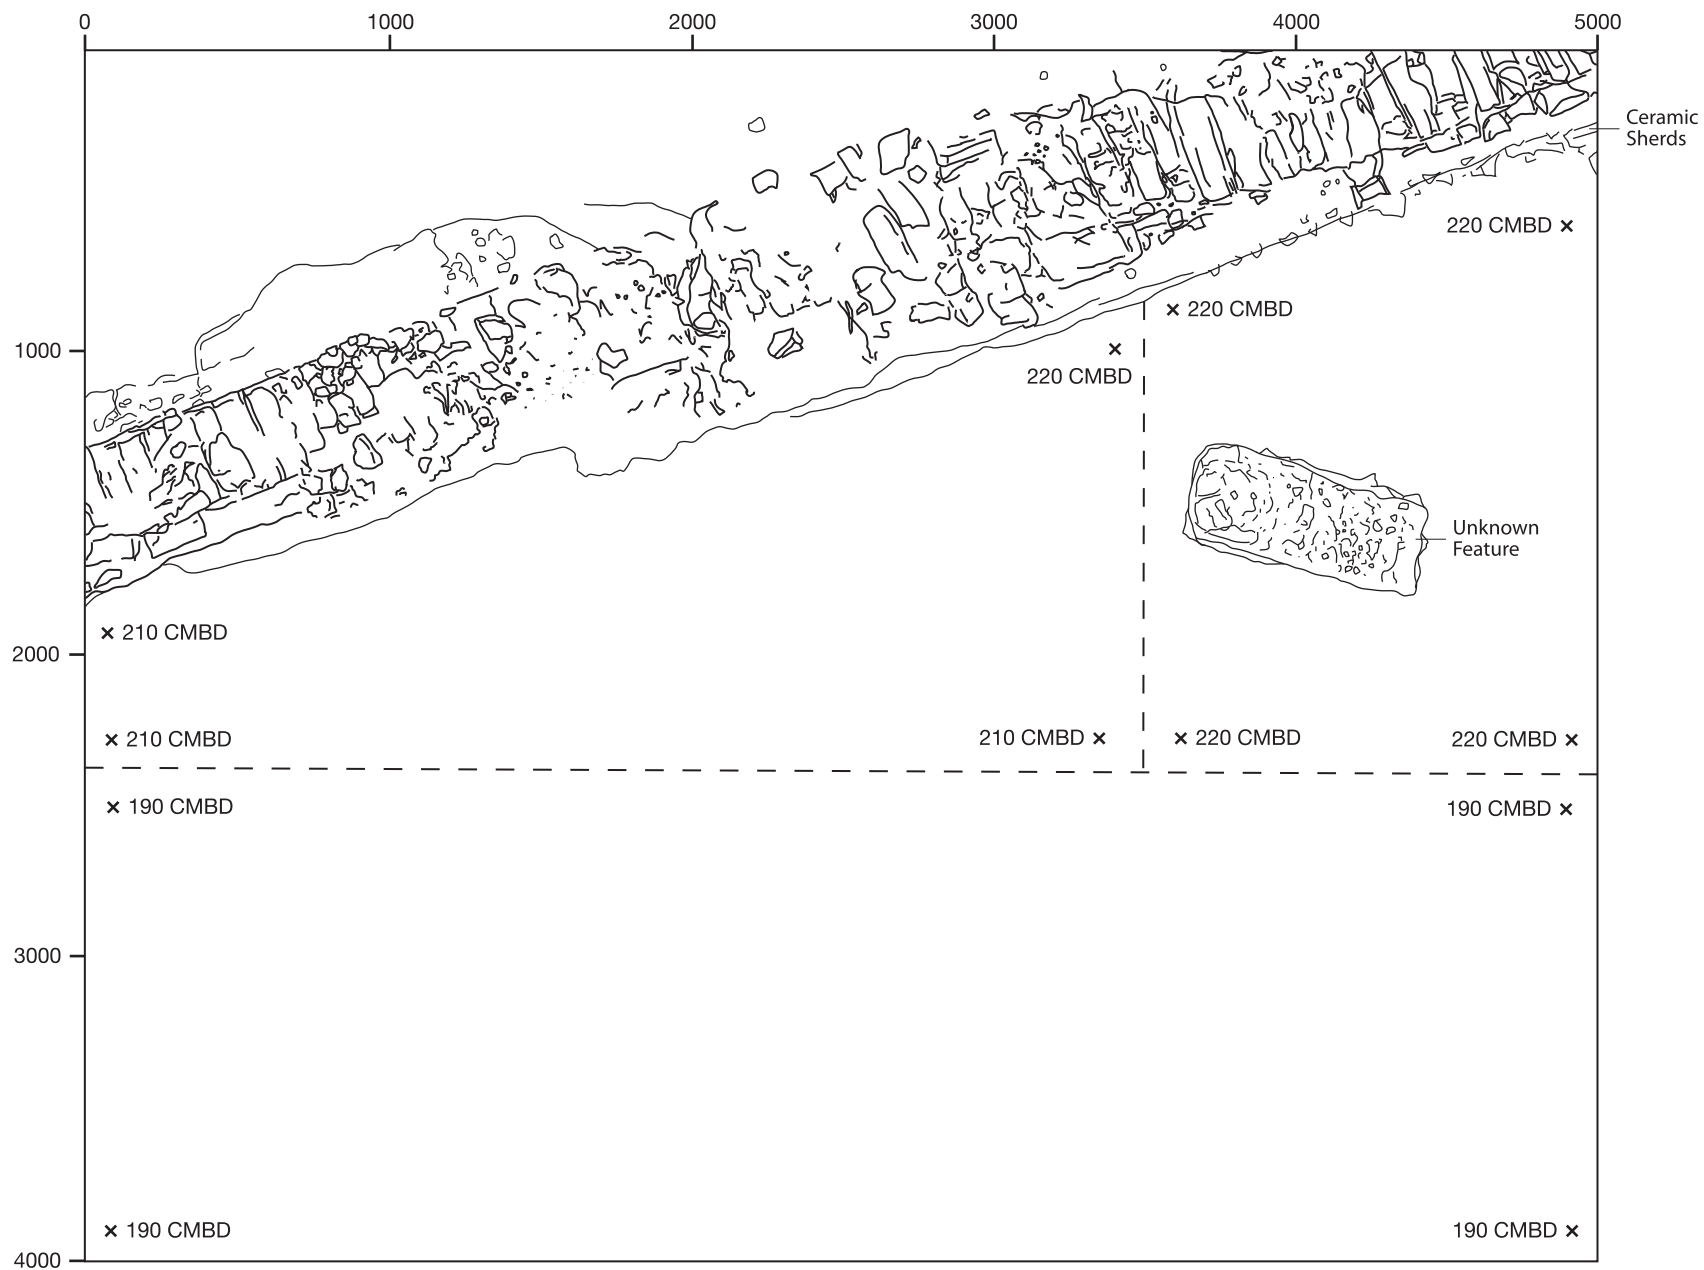 0 1000 2000 3000 4000 5000
Ceramic
Sherds
220 CMBD
220 CMBD
1000
220 CMBD
Unknown
Feature
210 CMBD
2000
210 CMBD 210 CMBD 220 CMBD 220 CMBD
190 CMBD 190 CMBD
3000
190 CMBD 190 CMBD
4000